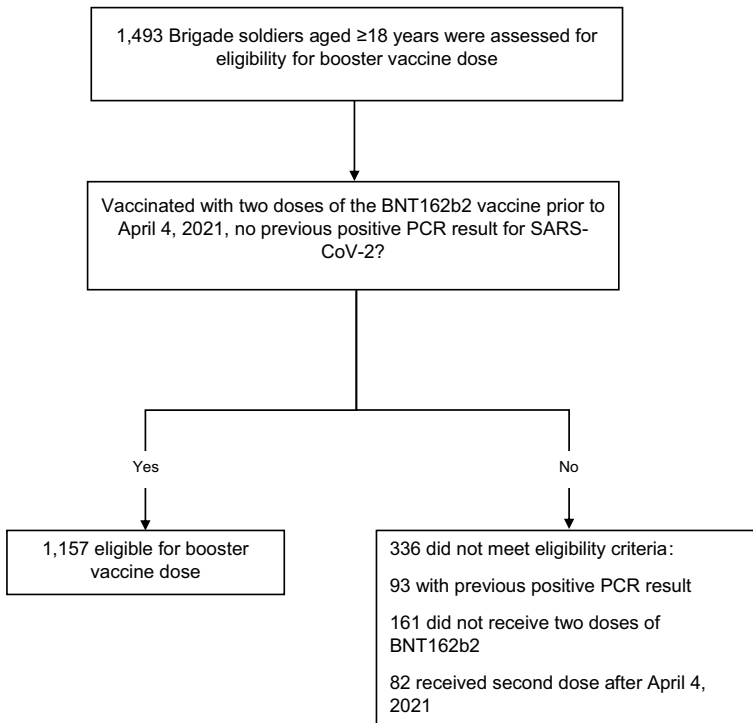 1,493 Brigade soldiers aged ≥18 years were assessed for
eligibility for booster vaccine dose
Vaccinated with two doses of the BNT162b2 vaccine prior to
April 4, 2021, no previous positive PCR result for SARS-
CoV-2?
Yes
No
1,157 eligible for booster
vaccine dose
336 did not meet eligibility criteria:
93 with previous positive PCR result
161 did not receive two doses of
BNT162b2
82 received second dose after April 4,
2021